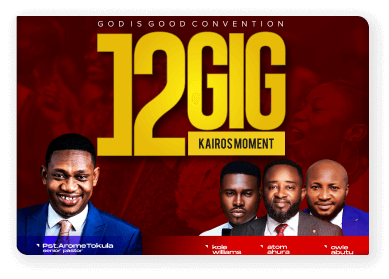 GOD IS GOOD CONVENTION
12GIG
KAIROS MOMENT
Pst.Arome Tokula
senior pastor
kole
williams
atom
ahura
owie
abutu